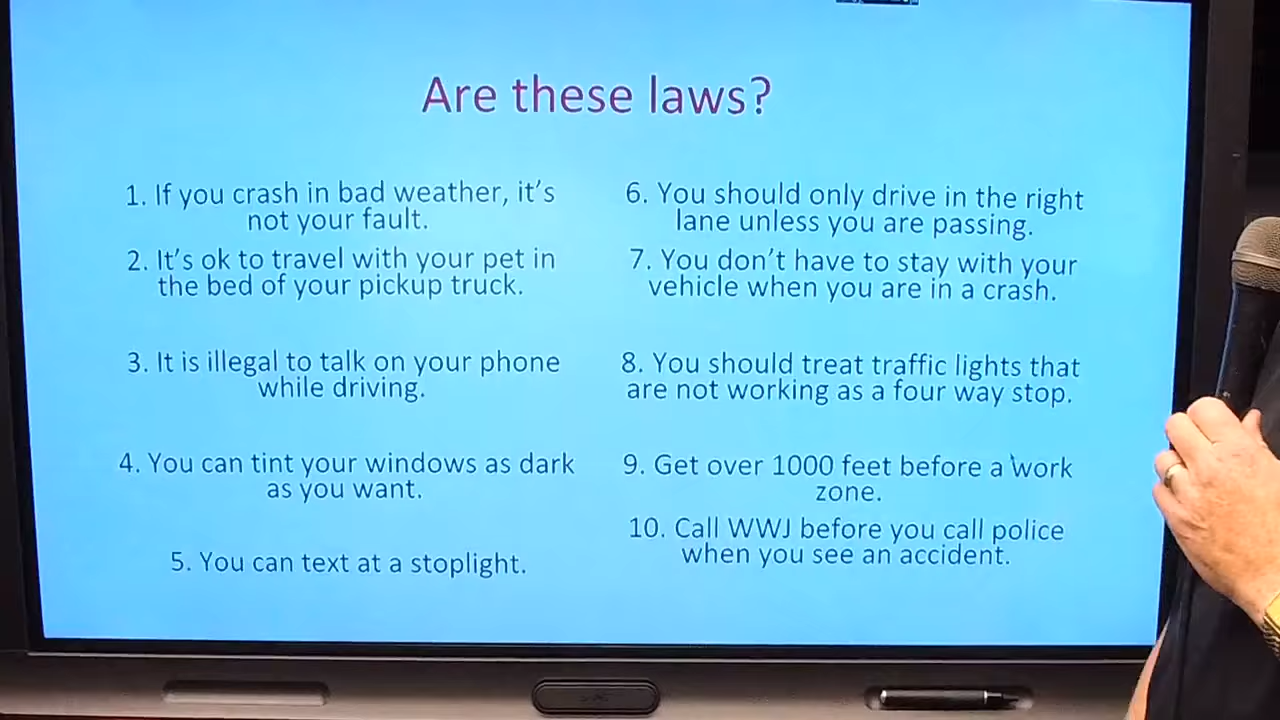 Are these laws?
1. If you crash in bad weather, it's
not your fault.
2. It's ok to travel with your pet in
the bed of your pickup truck.
3. It is illegal to talk on your phone
while driving.
4. You can tint your windows as dark
as you want.
5. You can text at a stoplight.
6. You should only drive in the right
lane unless you are passing.
7. You don't have to stay with your
vehicle when you are in a crash.
8. You should treat traffic lights that
are not working as a four way stop.
9. Get over 1000 feet before a work
zone.
10. Call WWJ before you call police
when you see an accident.